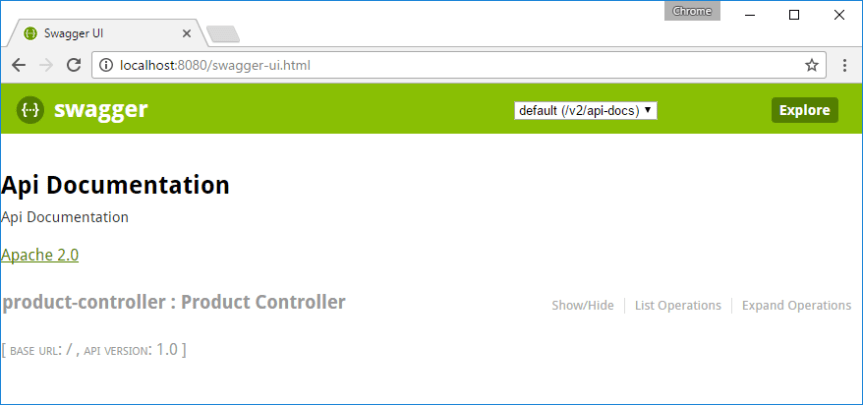 Chrome
Swagger UI
localhost:8080/swagger-ui.html
{···} swagger
default (/v2/api-docs)
Explore
Api Documentation
Api Documentation
Apache 2.0
product-controller : Product Controller
Show/Hide
List Operations
Expand Operations
[ BASE URL: / , API VERSION: 1.0 ]